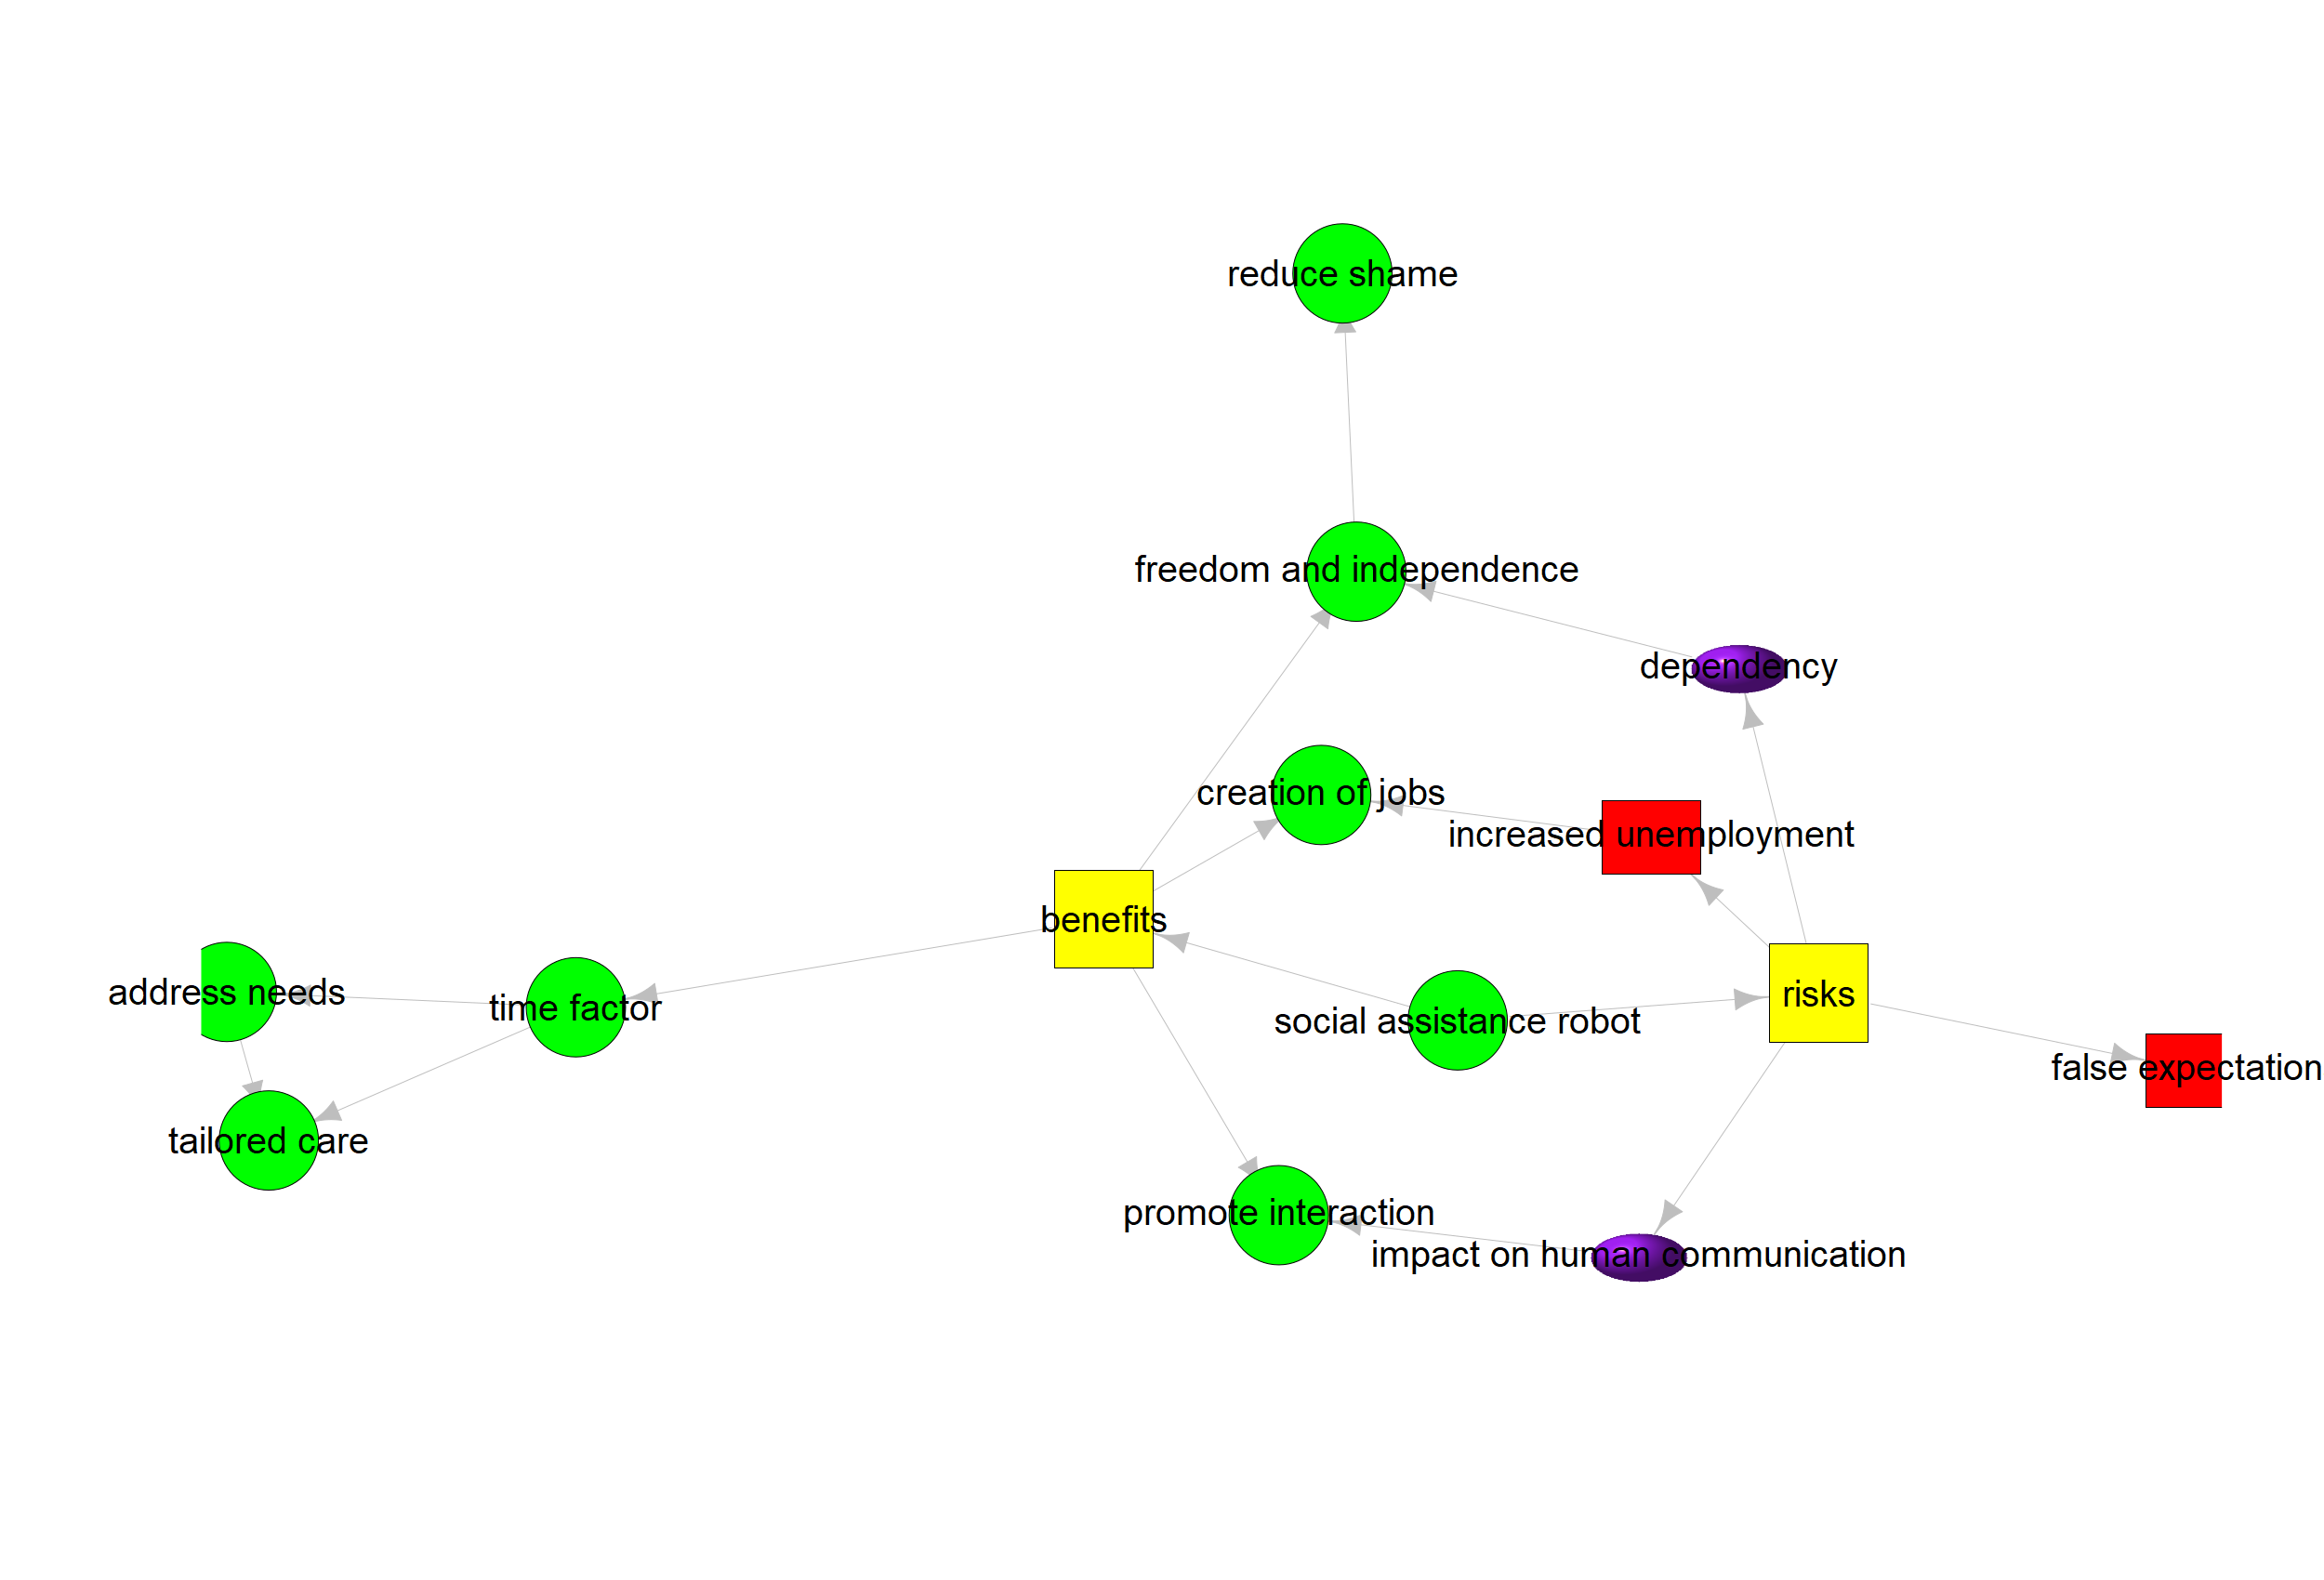 reduce shame
freedom and independence
dependency
creation of jobs
increased unemployment
benefits
address needs
time factor
social assistance robot
risks
false expectation
tailored care
promote interaction
impact on human communication